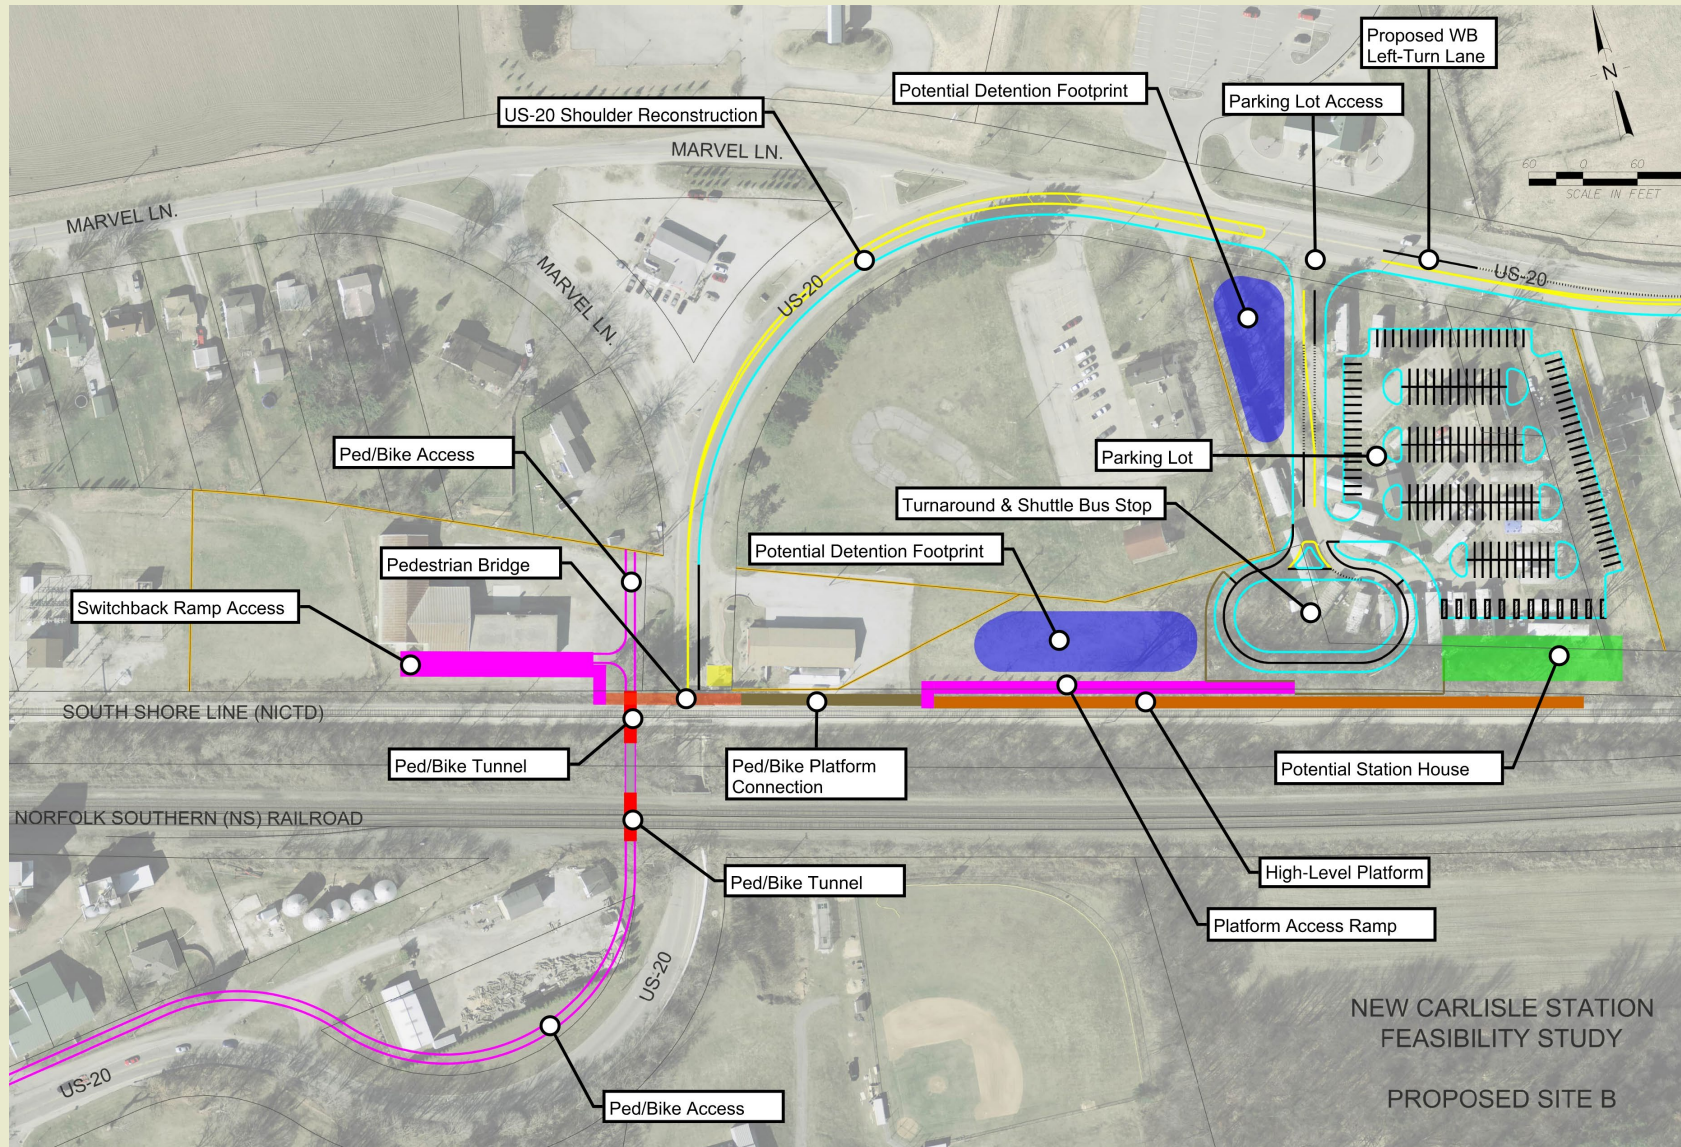 Proposed WB
Left-Turn Lane
Potential Detention Footprint
Parking Lot Access
US-20 Shoulder Reconstruction
N
MARVEL LN.
60 0 60
SCALE IN FEET
MARVEL LN.
MARVEL LN.
US-20
US-20
Ped/Bike Access
Parking Lot
Turnaround & Shuttle Bus Stop
Potential Detention Footprint
Pedestrian Bridge
Switchback Ramp Access
SOUTH SHORE LINE (NICTD)
Ped/Bike Tunnel
Ped/Bike Platform
Connection
Potential Station House
NORFOLK SOUTHERN (NS) RAILROAD
High-Level Platform
Ped/Bike Tunnel
Platform Access Ramp
US-20
NEW CARLISLE STATION
FEASIBILITY STUDY
US-20
PROPOSED SITE B
Ped/Bike Access